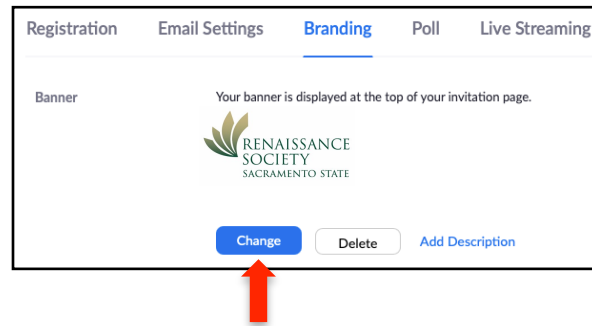 Registration Email Settings Branding Poll Live Streaming
Banner Your banner is displayed at the top of your invitation page.
RENAISSANCE
SOCIETY
SACRAMENTO STATE
Change Delete Add Description